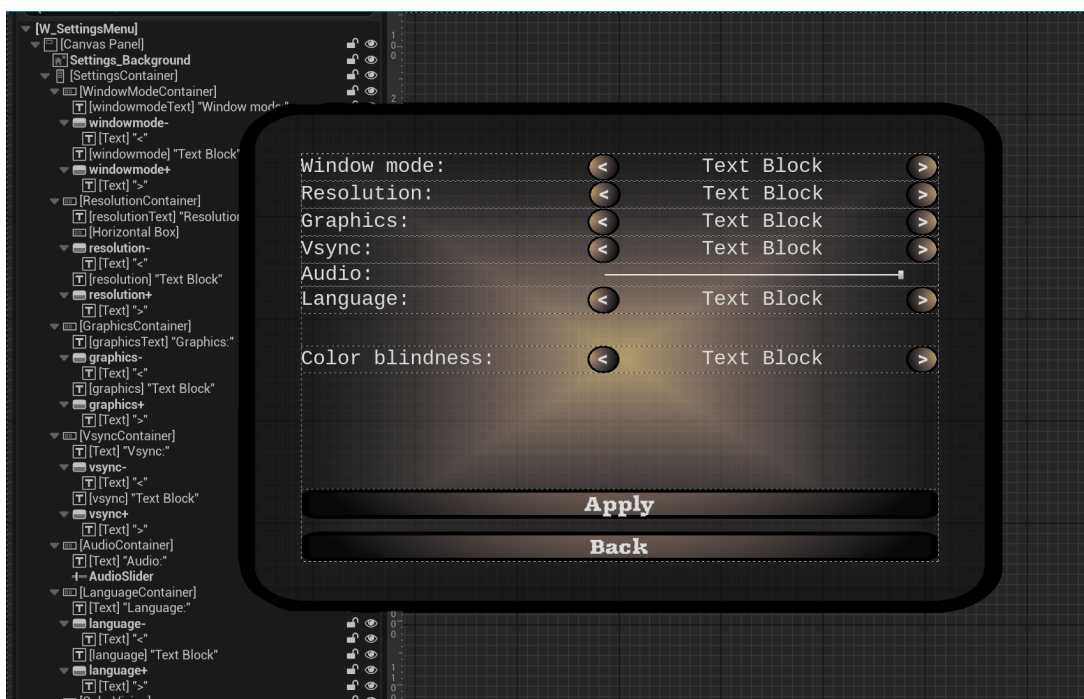 [W_SettingsMenu]
[Canvas Panel]
Settings_Background
[SettingsContainer]
[WindowModeContainer]
[windowmodeText] "Window mode:"
windowmode-
[Text] "<"
[windowmode] "Text Block"
windowmode+
[Text] ">"
[ResolutionContainer]
[resolutionText] "Resolution
[Horizontal Box]
resolution-
[Text] "<"
[resolution] "Text Block"
resolution+
[Text] ">"
[GraphicsContainer]
[graphicsText] "Graphics:"
graphics-
[Text] "<"
[graphics] "Text Block"
graphics+
[Text] ">"
[VsyncContainer]
[Text] "Vsync:"
vsync-
[Text] "<"
[vsync] "Text Block"
vsync+
[Text] ">"
[AudioContainer]
[Text] "Audio:"
AudioSlider
[LanguageContainer]
[Text] "Language:"
language-
[Text] "<"
[language] "Text Block"
language+
[Text] ">"
Window mode: < Text Block >
Resolution: < Text Block >
Graphics: < Text Block >
Vsync: < Text Block >
Audio:
Language: < Text Block >
Color blindness: < Text Block >
Apply
Back